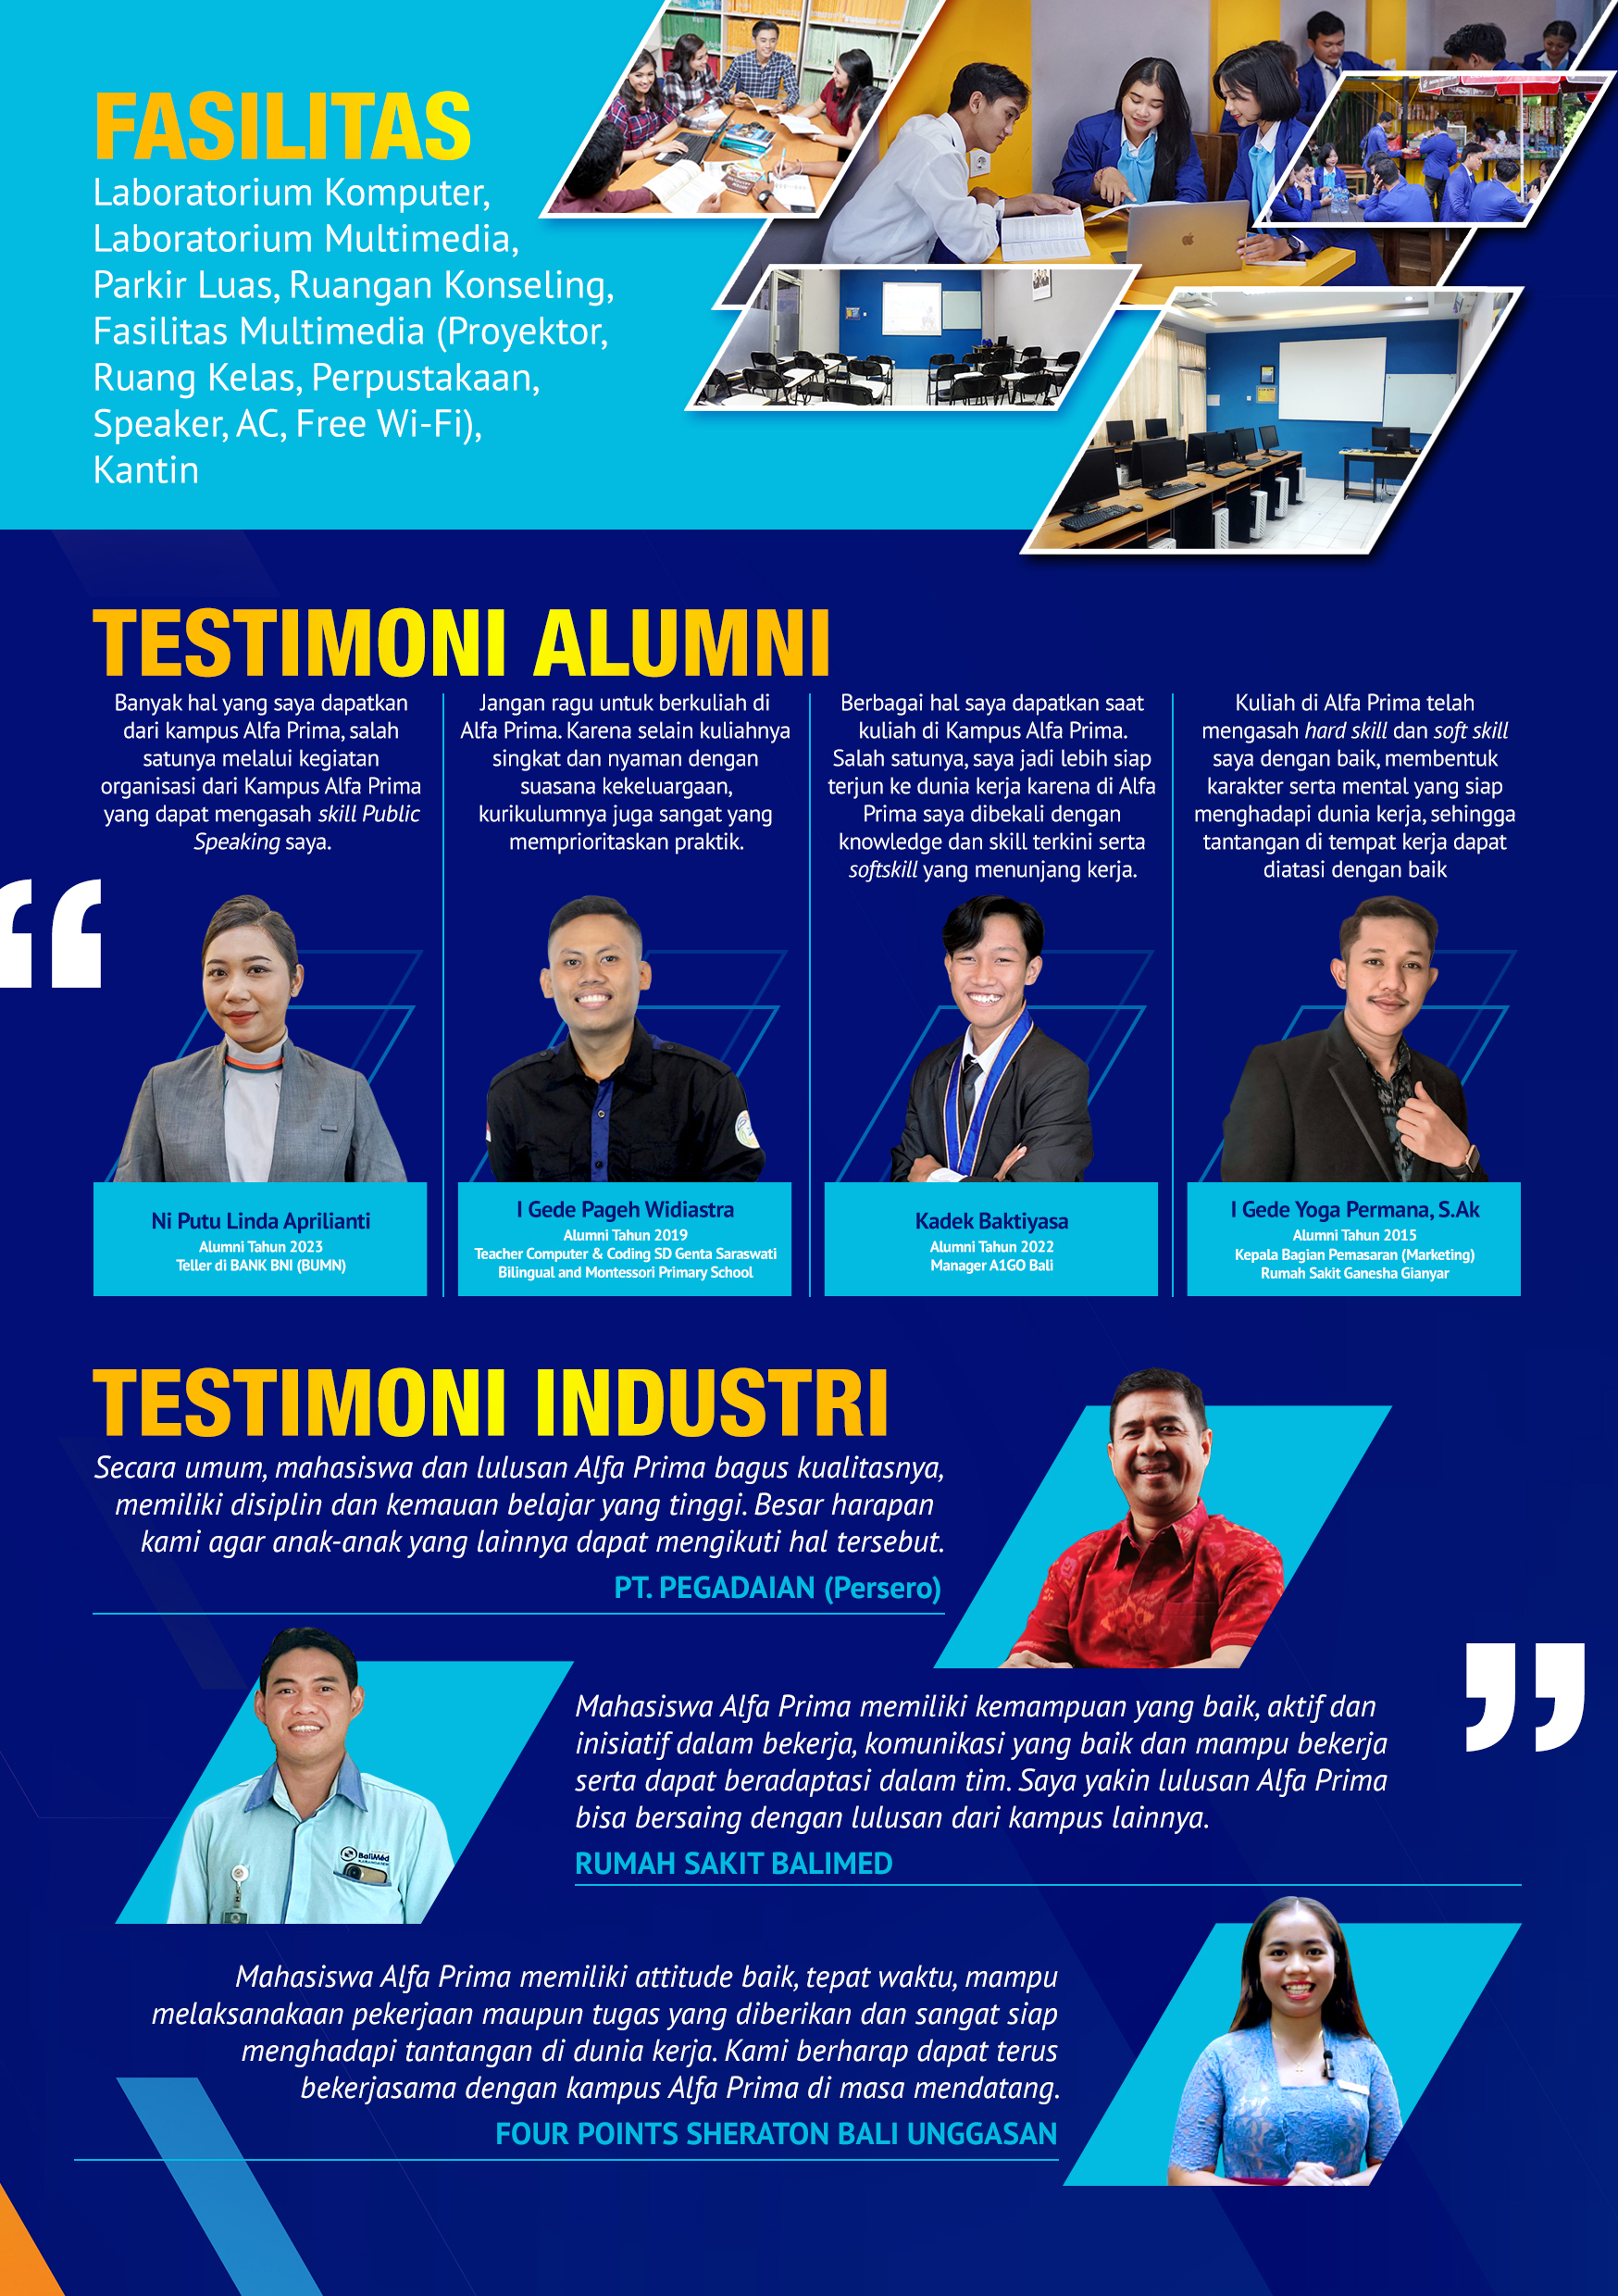 FASILITAS
Laboratorium Komputer,
Laboratorium Multimedia,
Parkir Luas, Ruangan Konseling,
Fasilitas Multimedia (Proyektor,
Ruang Kelas, Perpustakaan,
Speaker, AC, Free Wi-Fi),
Kantin
TESTIMONI ALUMNI
Banyak hal yang saya dapatkan
dari kampus Alfa Prima, salah
satunya melalui kegiatan
organisasi dari Kampus Alfa Prima
yang dapat mengasah skill Public
Speaking saya.
Ni Putu Linda Aprilianti
Alumni Tahun 2023
Teller di BANK BNI (BUMN)
Jangan ragu untuk berkuliah di
Alfa Prima. Karena selain kuliahnya
singkat dan nyaman dengan
suasana kekeluargaan,
kurikulumnya juga sangat yang
memprioritaskan praktik.
I Gede Pageh Widiastra
Alumni Tahun 2019
Teacher Computer & Coding SD Genta Saraswati
Bilingual and Montessori Primary School
Berbagai hal saya dapatkan saat
kuliah di Kampus Alfa Prima.
Salah satunya, saya jadi lebih siap
terjun ke dunia kerja karena di Alfa
Prima saya dibekali dengan
knowledge dan skill terkini serta
softskill yang menunjang kerja.
Kadek Baktiyasa
Alumni Tahun 2022
Manager A1GO Bali
Kuliah di Alfa Prima telah
mengasah hard skill dan soft skill
saya dengan baik, membentuk
karakter serta mental yang siap
menghadapi dunia kerja, sehingga
tantangan di tempat kerja dapat
diatasi dengan baik
I Gede Yoga Permana, S.Ak
Alumni Tahun 2015
Kepala Bagian Pemasaran (Marketing)
Rumah Sakit Ganesha Gianyar
TESTIMONI INDUSTRI
Secara umum, mahasiswa dan lulusan Alfa Prima bagus kualitasnya,
memiliki disiplin dan kemauan belajar yang tinggi. Besar harapan
kami agar anak-anak yang lainnya dapat mengikuti hal tersebut.
PT. PEGADAIAN (Persero)
BaliMéd
Mahasiswa Alfa Prima memiliki kemampuan yang baik, aktif dan
inisiatif dalam bekerja, komunikasi yang baik dan mampu bekerja
serta dapat beradaptasi dalam tim. Saya yakin lulusan Alfa Prima
bisa bersaing dengan lulusan dari kampus lainnya.
RUMAH SAKIT BALIMED
Mahasiswa Alfa Prima memiliki attitude baik, tepat waktu, mampu
melaksanakaan pekerjaan maupun tugas yang diberikan dan sangat siap
menghadapi tantangan di dunia kerja. Kami berharap dapat terus
bekerjasama dengan kampus Alfa Prima di masa mendatang.
FOUR POINTS SHERATON BALI UNGGASAN